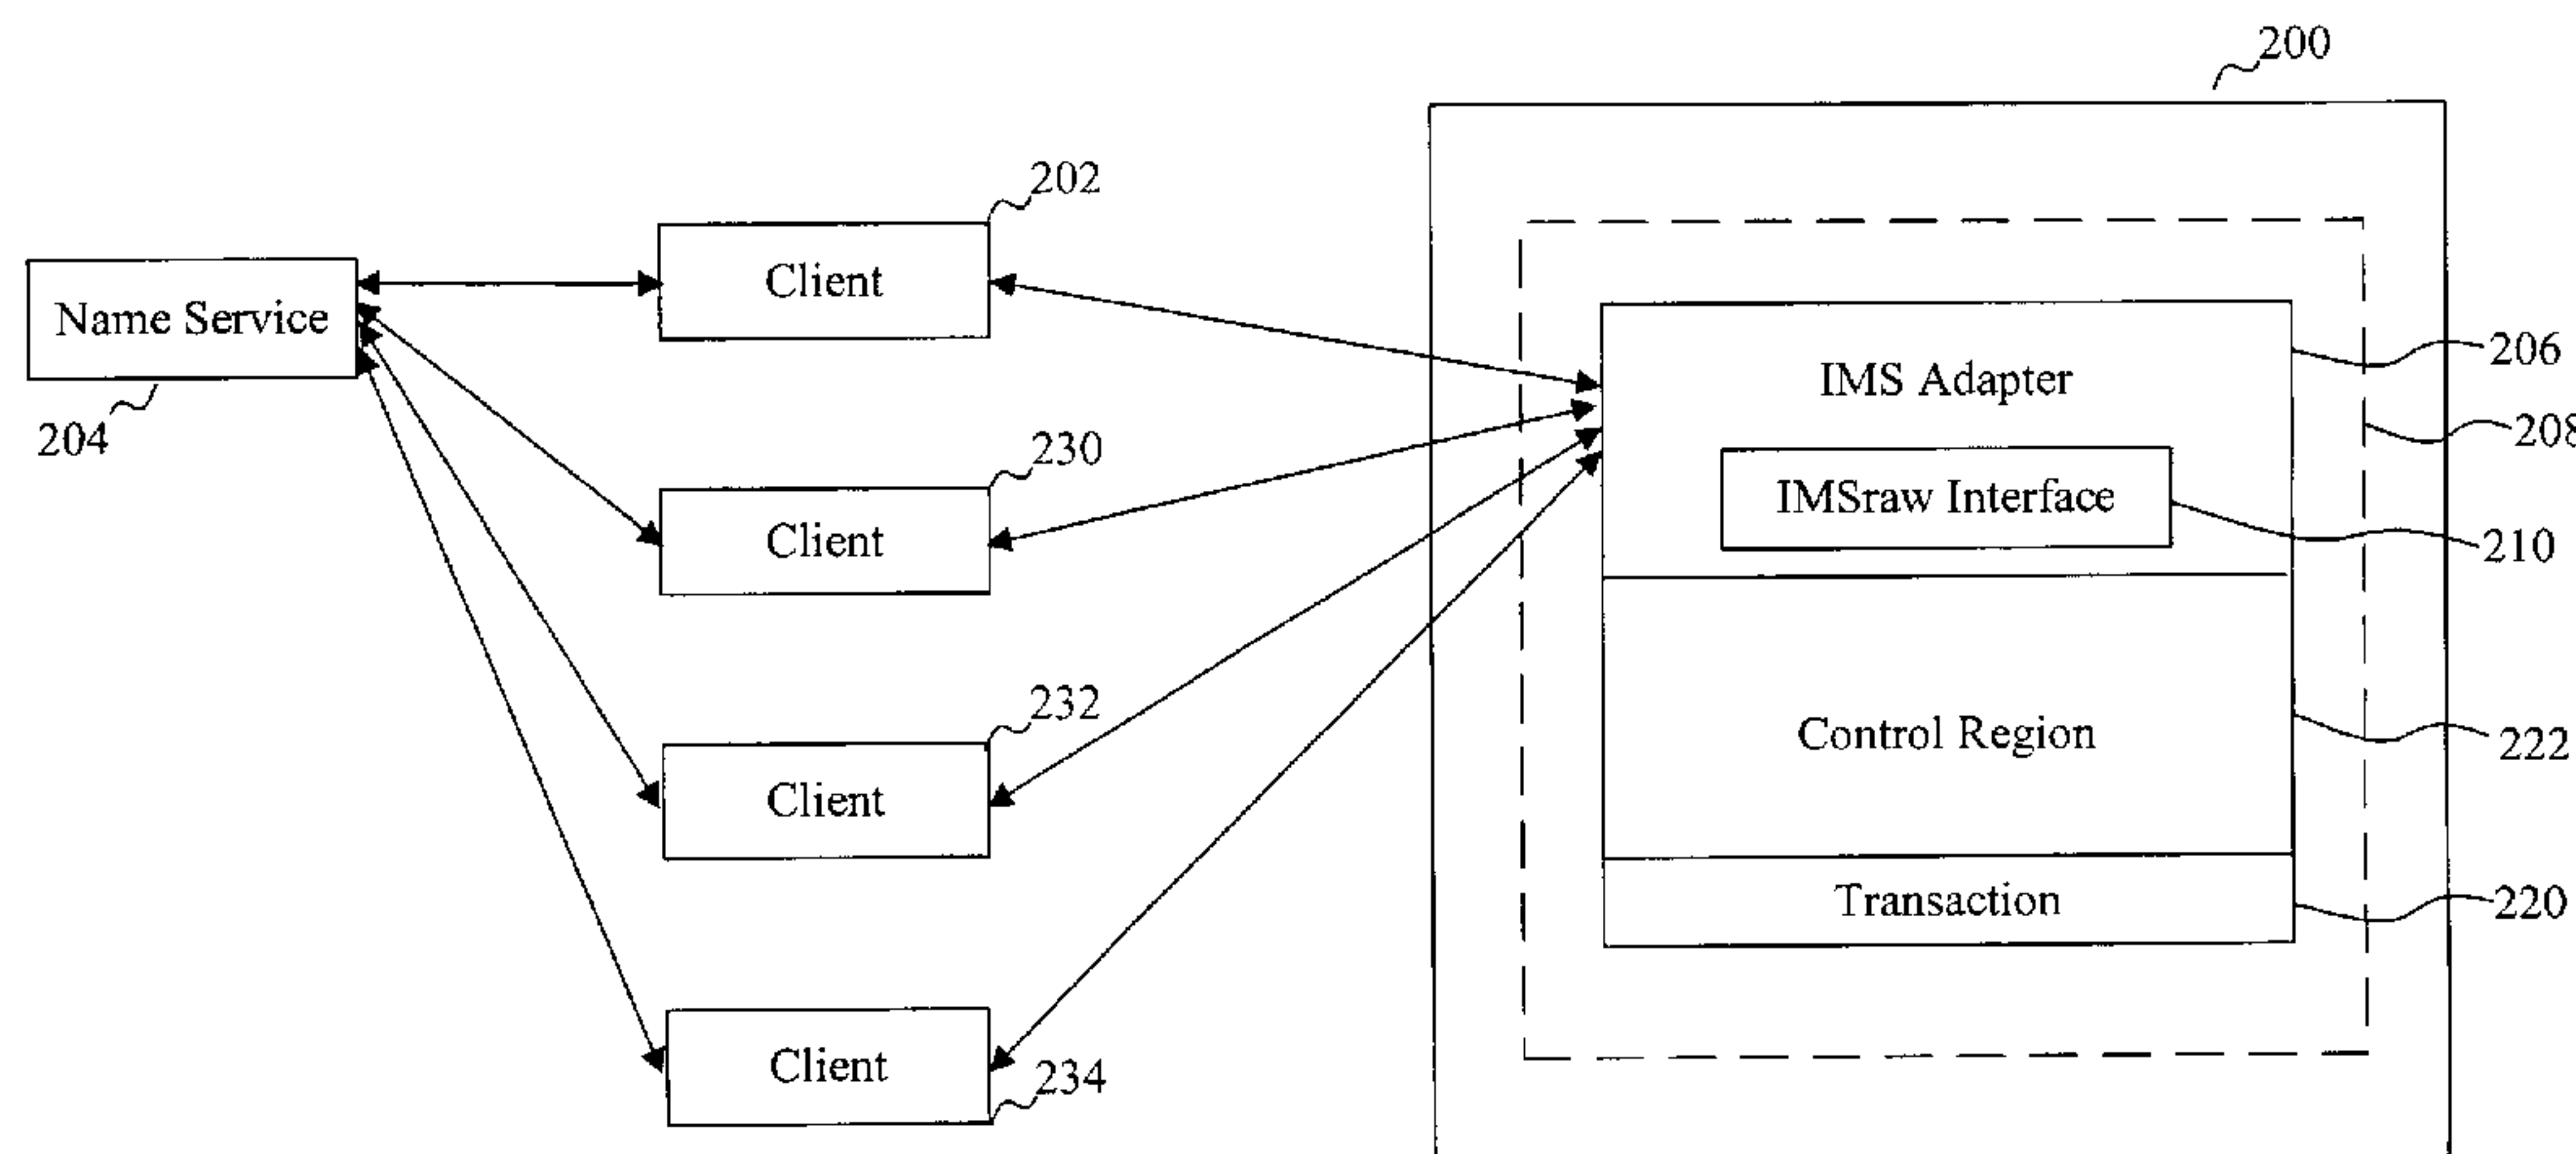 200
202
Client
Name Service
204
206
IMS Adapter
208
230
Client
IMSraw Interface
210
232
Client
Control Region
222
Transaction
220
Client
234